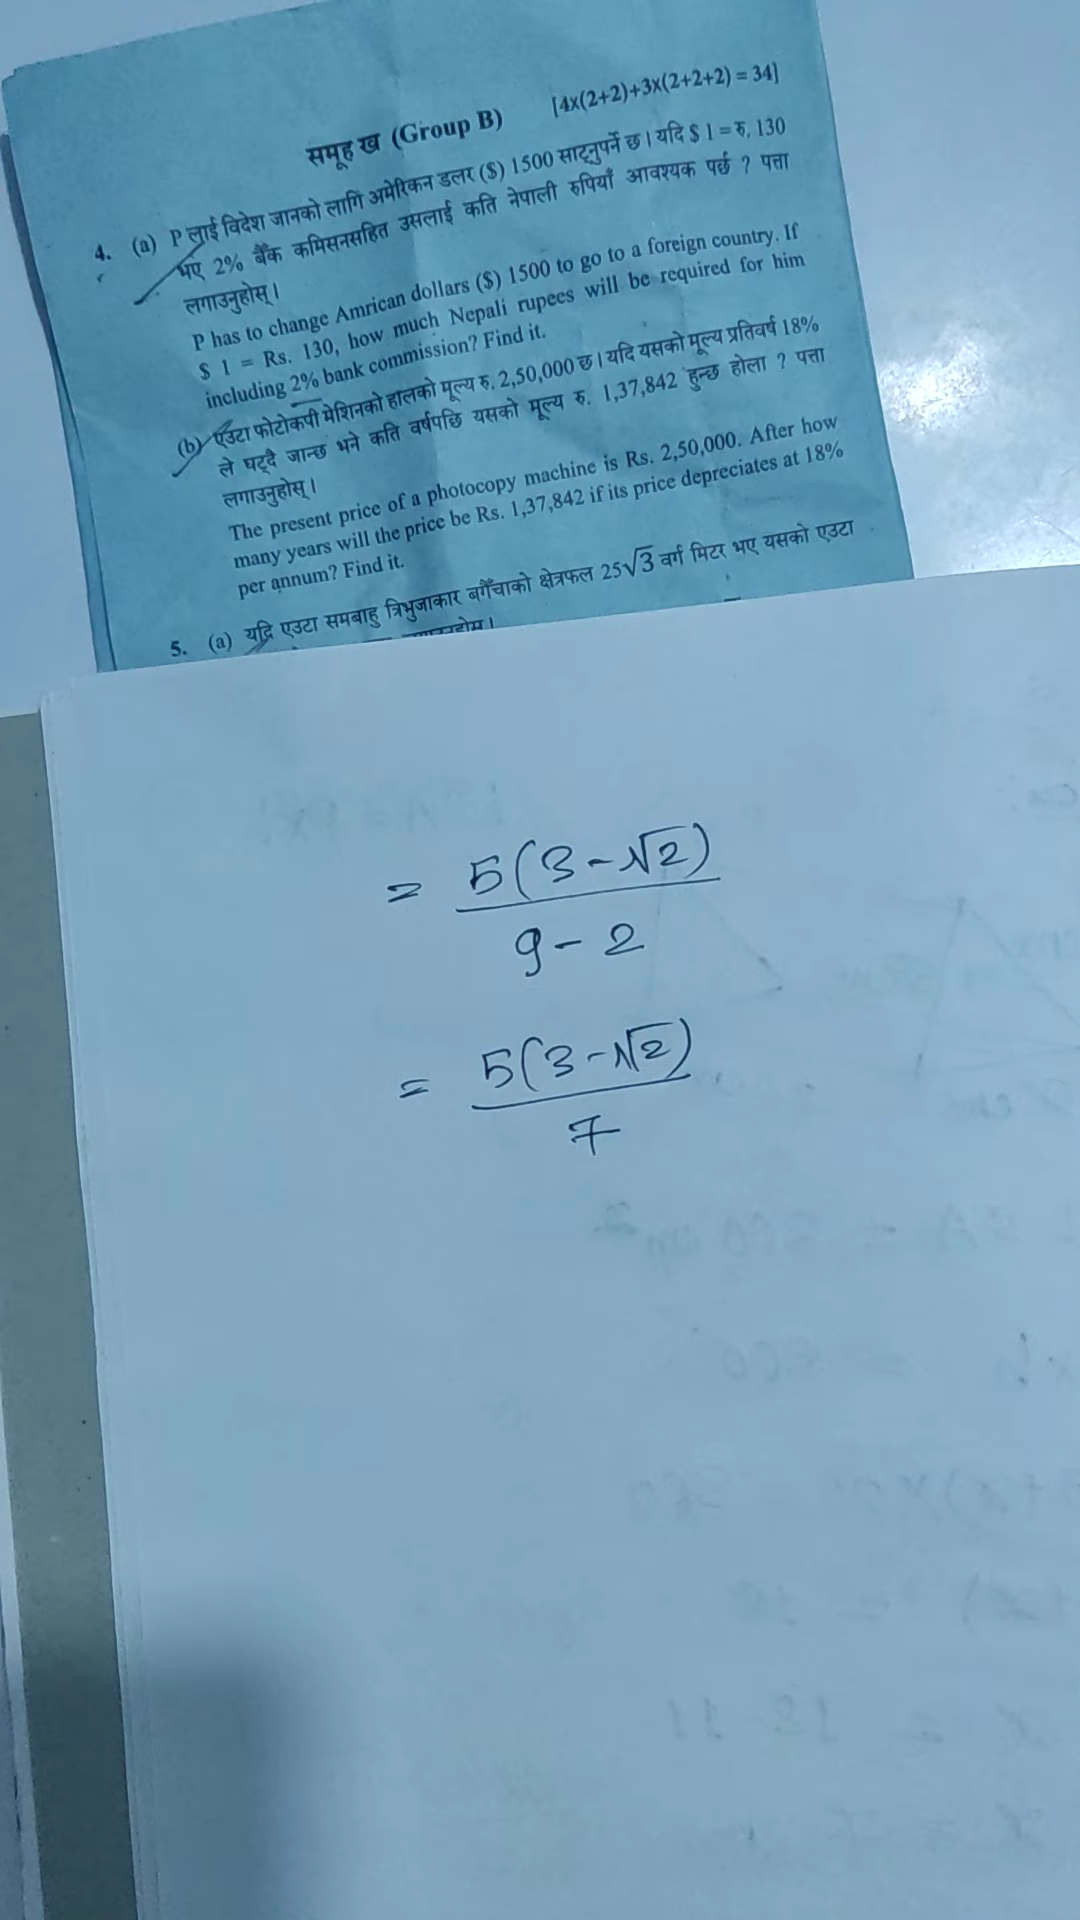 समूह ख (Group B) [4x(2+2)+3x(2+2+2) = 34]
4. (a) P लाई विदेश जानको लागि अमेरिकन डलर ($) 1500 साट्नुपर्ने छ । यदि $ 1 = रु. 130
भए 2% बैंक कमिसनसहित उसलाई कति नेपाली रुपियाँ आवश्यक पर्छ ? पत्ता
लगाउनुहोस् ।
P has to change Amrican dollars ($) 1500 to go to a foreign country. If
$ 1 = Rs. 130, how much Nepali rupees will be required for him
including 2% bank commission? Find it.
(b) एउटा फोटोकपी मेशिनको हालको मूल्य रु. 2,50,000 छ । यदि यसको मूल्य प्रतिवर्ष 18%
ले घट्दै जान्छ भने कति वर्षपछि यसको मूल्य रु. 1,37,842 हुन्छ होला ? पत्ता
लगाउनुहोस् ।
The present price of a photocopy machine is Rs. 2,50,000. After how
many years will the price be Rs. 1,37,842 if its price depreciates at 18%
per annum? Find it.
5. (a) यदि एउटा समबाहु त्रिभुजाकार बगैँचाको क्षेत्रफल 25√3 वर्ग मिटर भए यसको एउटा
= 5(3-√2)
9-2
= 5(3-√2)
7